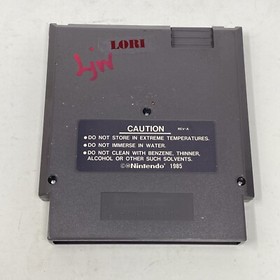 LORI
LJW
CAUTION REV-A
● DO NOT STORE IN EXTREME TEMPERATURES.
● DO NOT IMMERSE IN WATER.
● DO NOT CLEAN WITH BENZENE, THINNER,
ALCOHOL OR OTHER SUCH SOLVENTS.
©®Nintendo® 1985